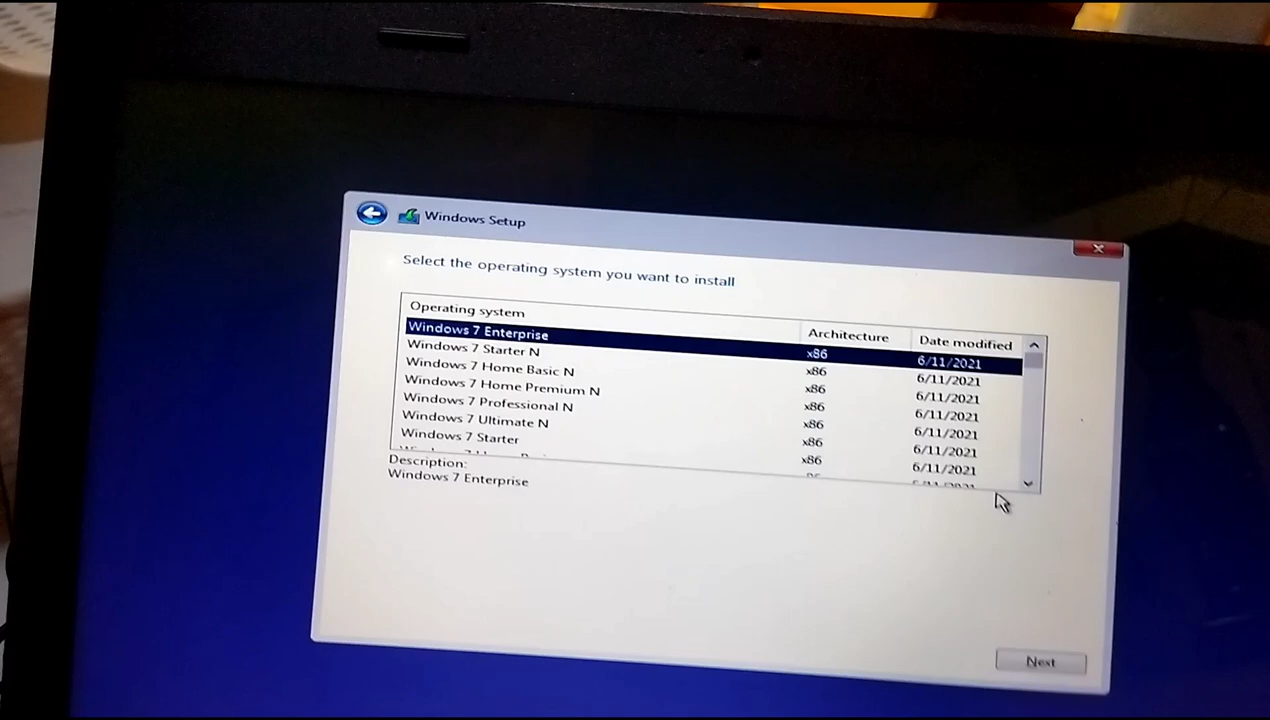 Windows Setup
Select the operating system you want to install
Operating system Architecture Date modified
Windows 7 Enterprise x86 6/11/2021
Windows 7 Starter N x86 6/11/2021
Windows 7 Home Basic N x86 6/11/2021
Windows 7 Home Premium N x86 6/11/2021
Windows 7 Professional N x86 6/11/2021
Windows 7 Ultimate N x86 6/11/2021
Windows 7 Starter x86 6/11/2021
Description:
Windows 7 Enterprise
Next